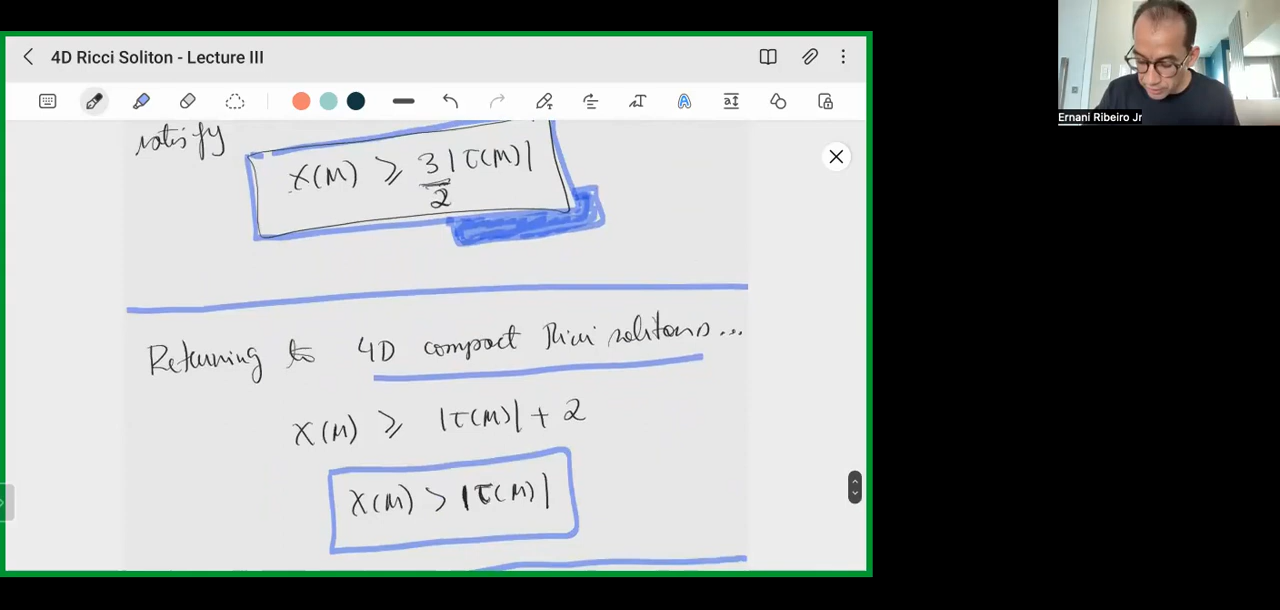 4D Ricci Soliton - Lecture III
Ernani Ribeiro Jr
satisfy
χ(M) ≥ 3/2 |τ(M)|
Returning to 4D compact Ricci solitons...
χ(M) ≥ |τ(M)| + 2
χ(M) > |τ(M)|